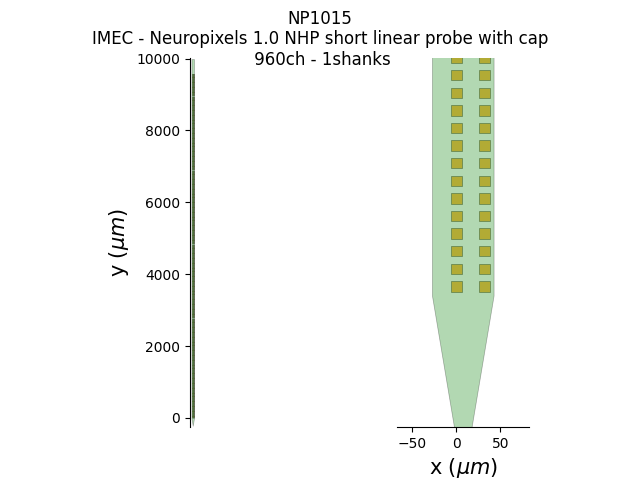 NP1015
IMEC - Neuropixels 1.0 NHP short linear probe with cap
960ch - 1shanks
10000
8000
6000
4000
2000
0
y (μm)
−50 0 50
x (μm)